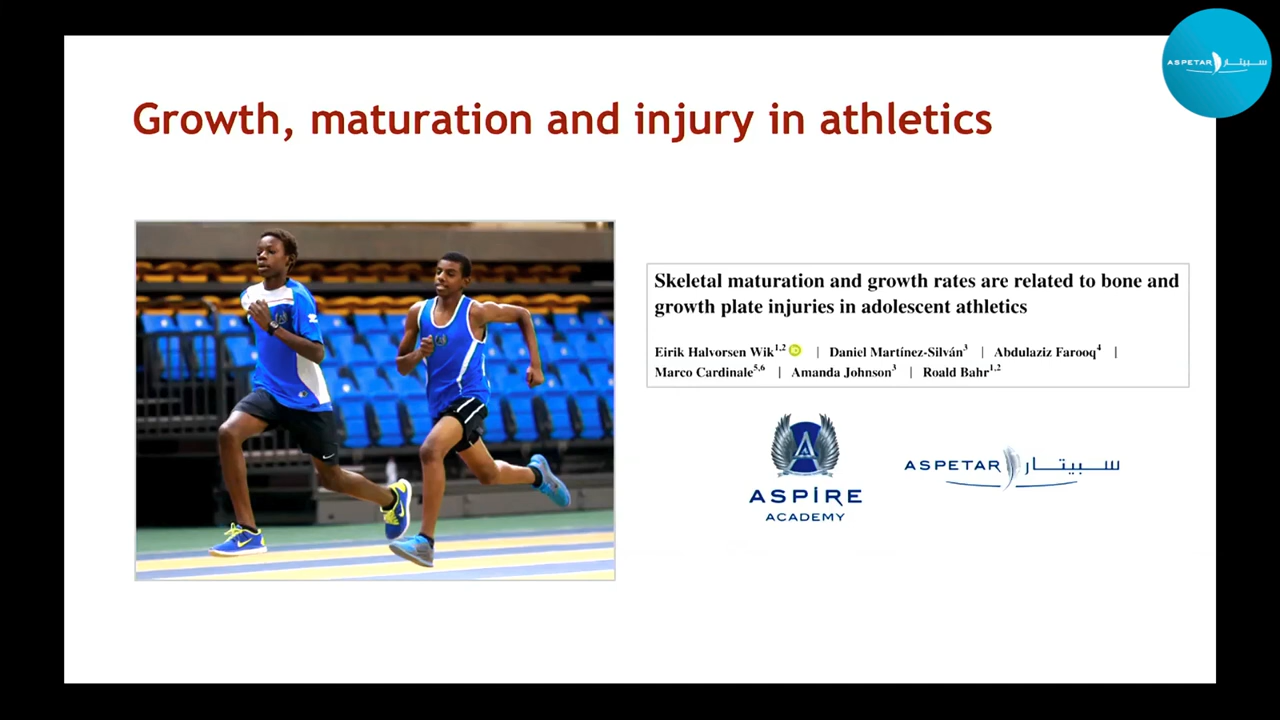 ASPETAR سبيتار
Growth, maturation and injury in athletics
Skeletal maturation and growth rates are related to bone and
growth plate injuries in adolescent athletics
Eirik Halvorsen Wik1,2 iD | Daniel Martínez-Silván3 | Abdulaziz Farooq4 |
Marco Cardinale5,6 | Amanda Johnson3 | Roald Bahr1,2
ASPIRE
ACADEMY
ASPETAR سبيتار